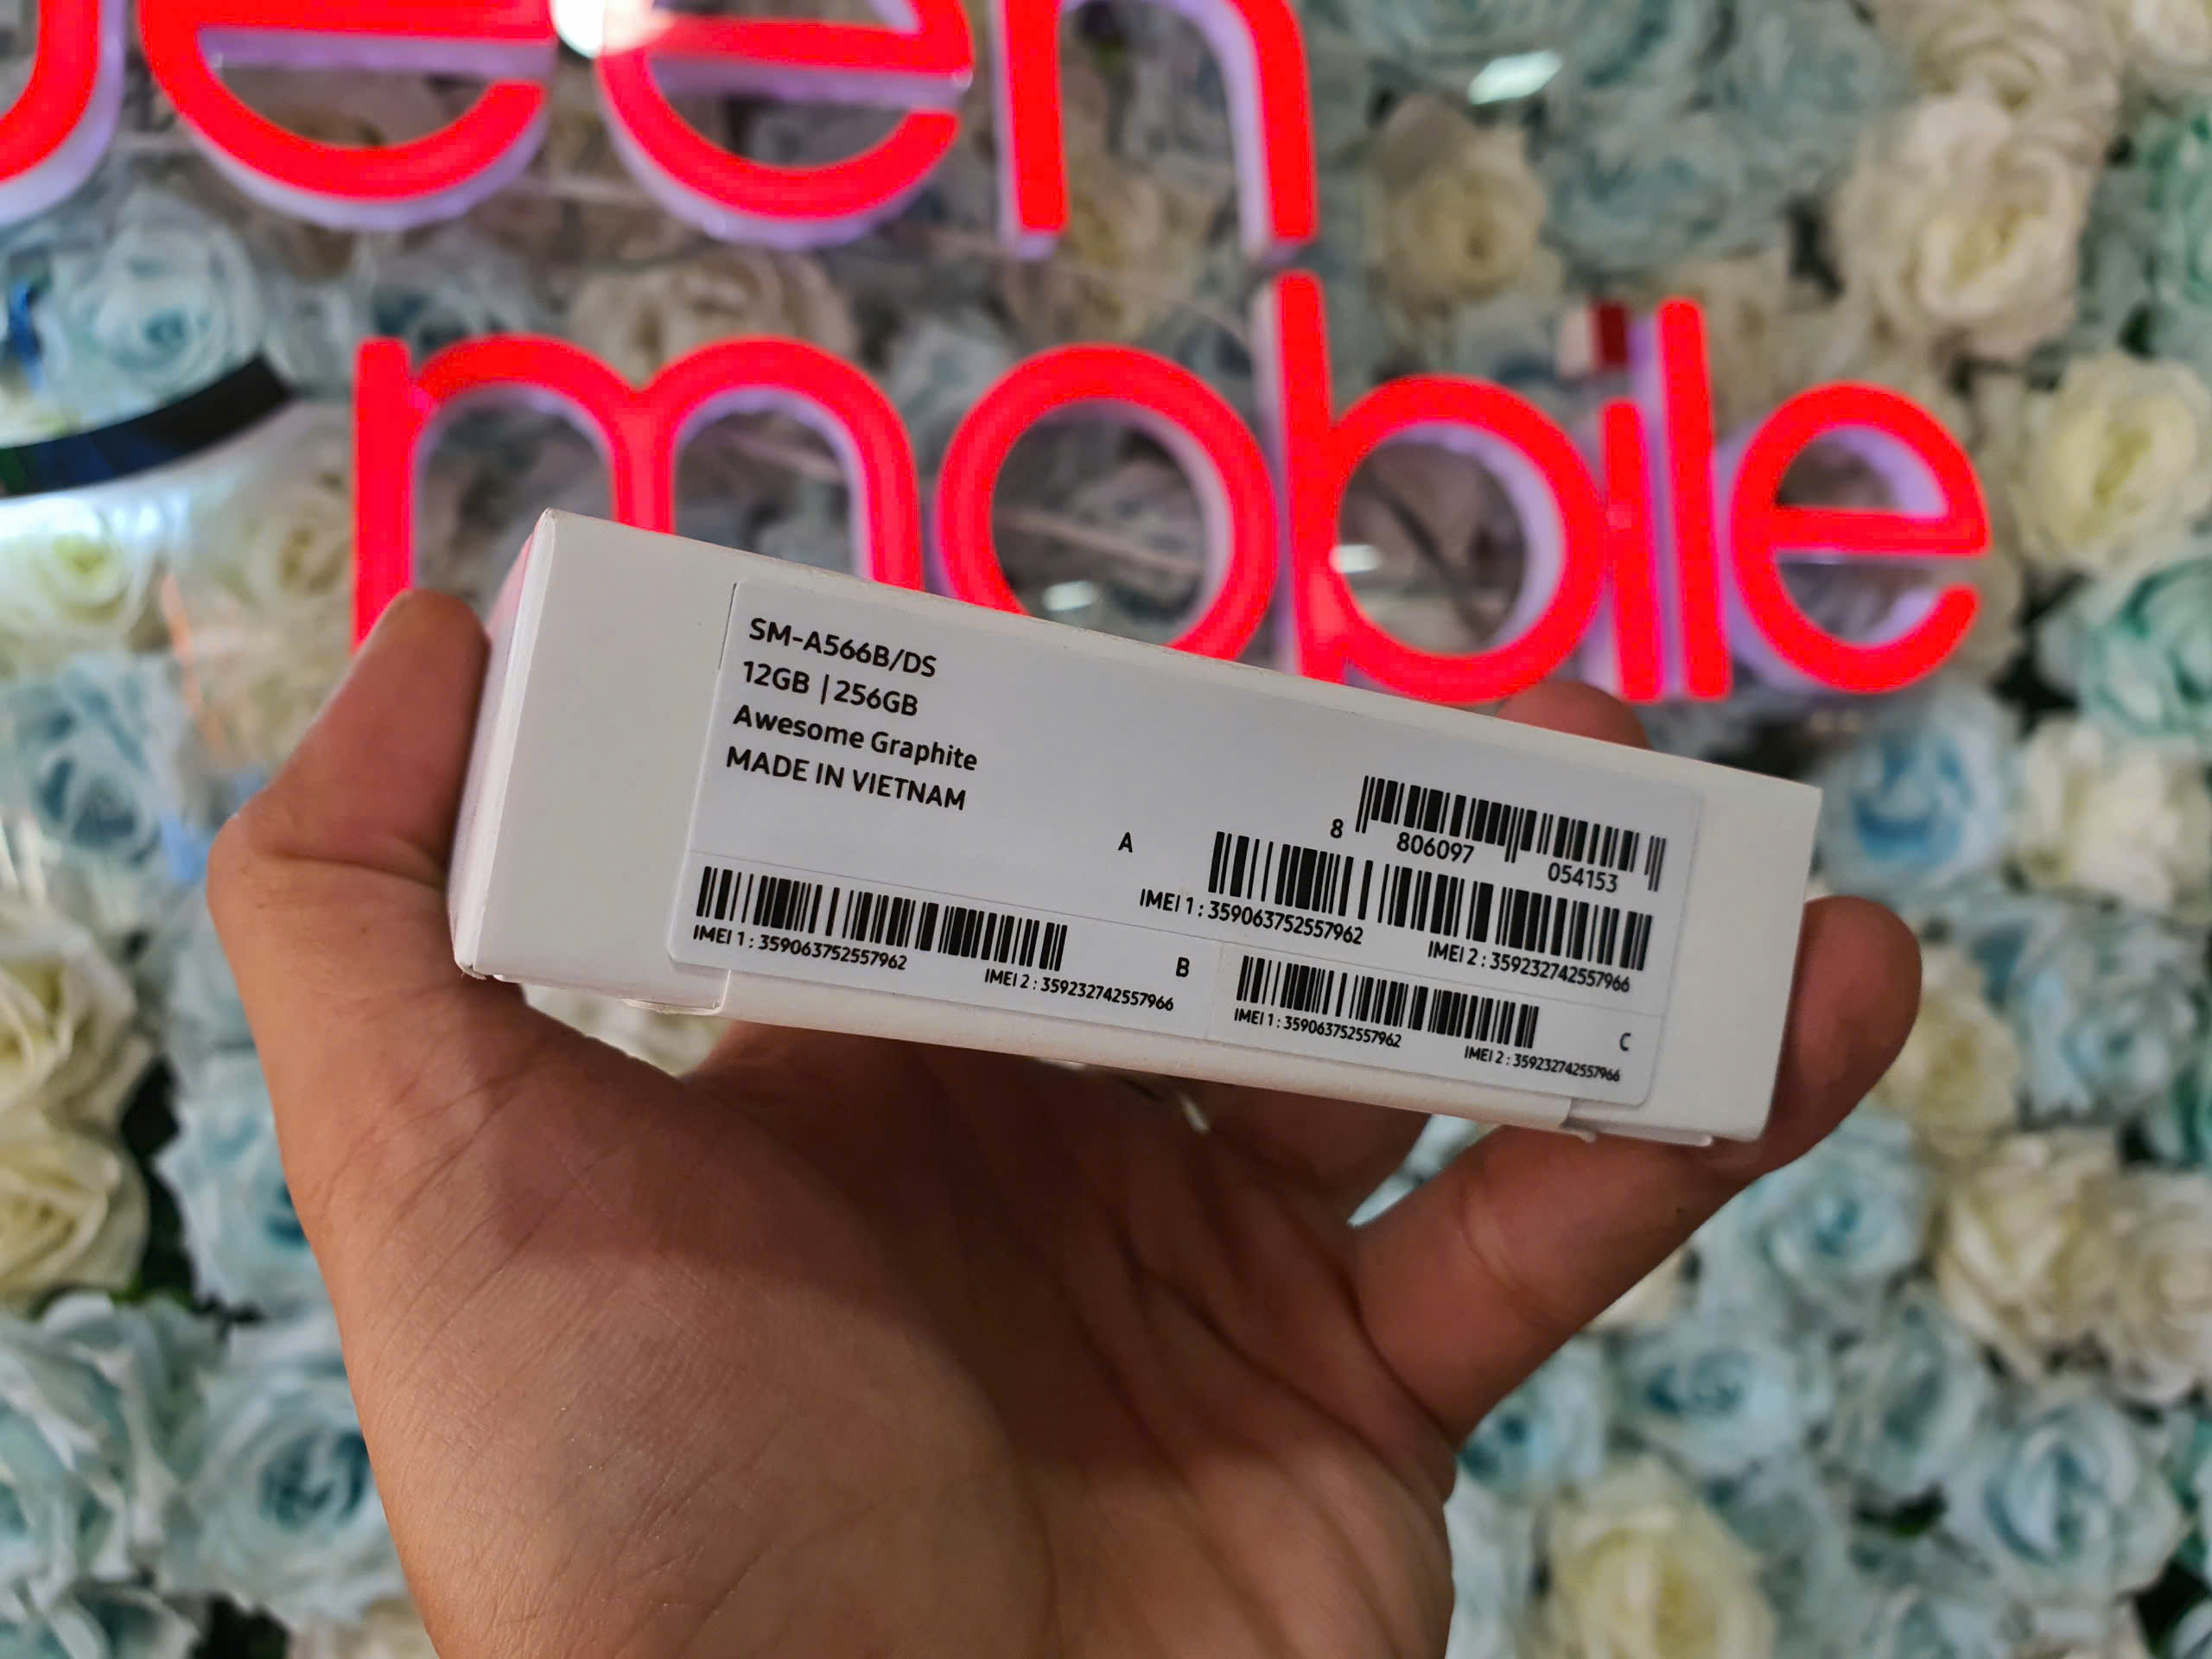 mobile
SM-A566B/DS
12GB | 256GB
Awesome Graphite
MADE IN VIETNAM
8 806097 054153
A
IMEI 1 : 359063752557962
IMEI 2 : 359232742557966
IMEI 1 : 359063752557962
IMEI 2 : 359232742557966
B
IMEI 1 : 359063752557962
IMEI 2 : 359232742557966
C